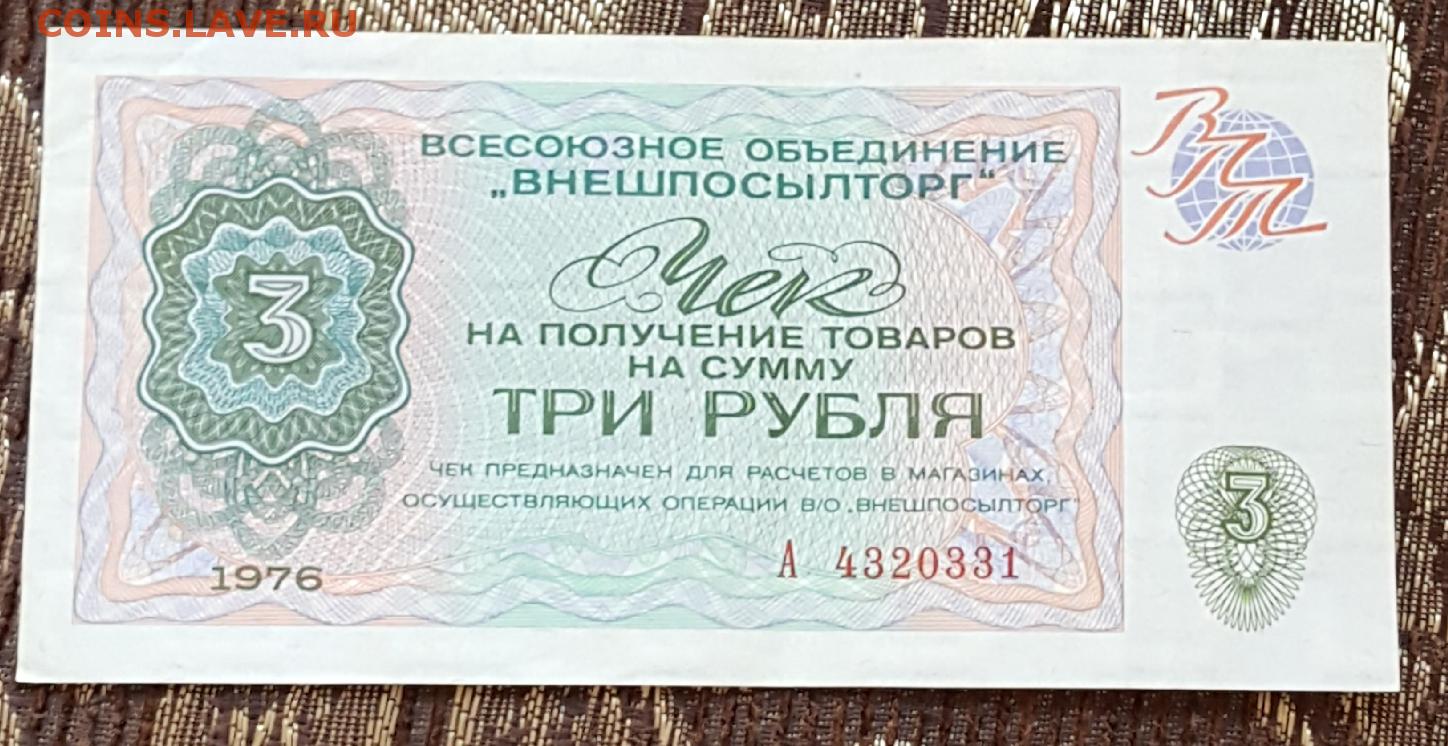 COINS.LAVE.RU
ВСЕСОЮЗНОЕ ОБЪЕДИНЕНИЕ
„ВНЕШПОСЫЛТОРГ“
ВПТ
Чек
НА ПОЛУЧЕНИЕ ТОВАРОВ
НА СУММУ
3
ТРИ РУБЛЯ
ЧЕК ПРЕДНАЗНАЧЕН ДЛЯ РАСЧЕТОВ В МАГАЗИНАХ,
ОСУЩЕСТВЛЯЮЩИХ ОПЕРАЦИИ В/О „ВНЕШПОСЫЛТОРГ“
3
1976
А 4320331